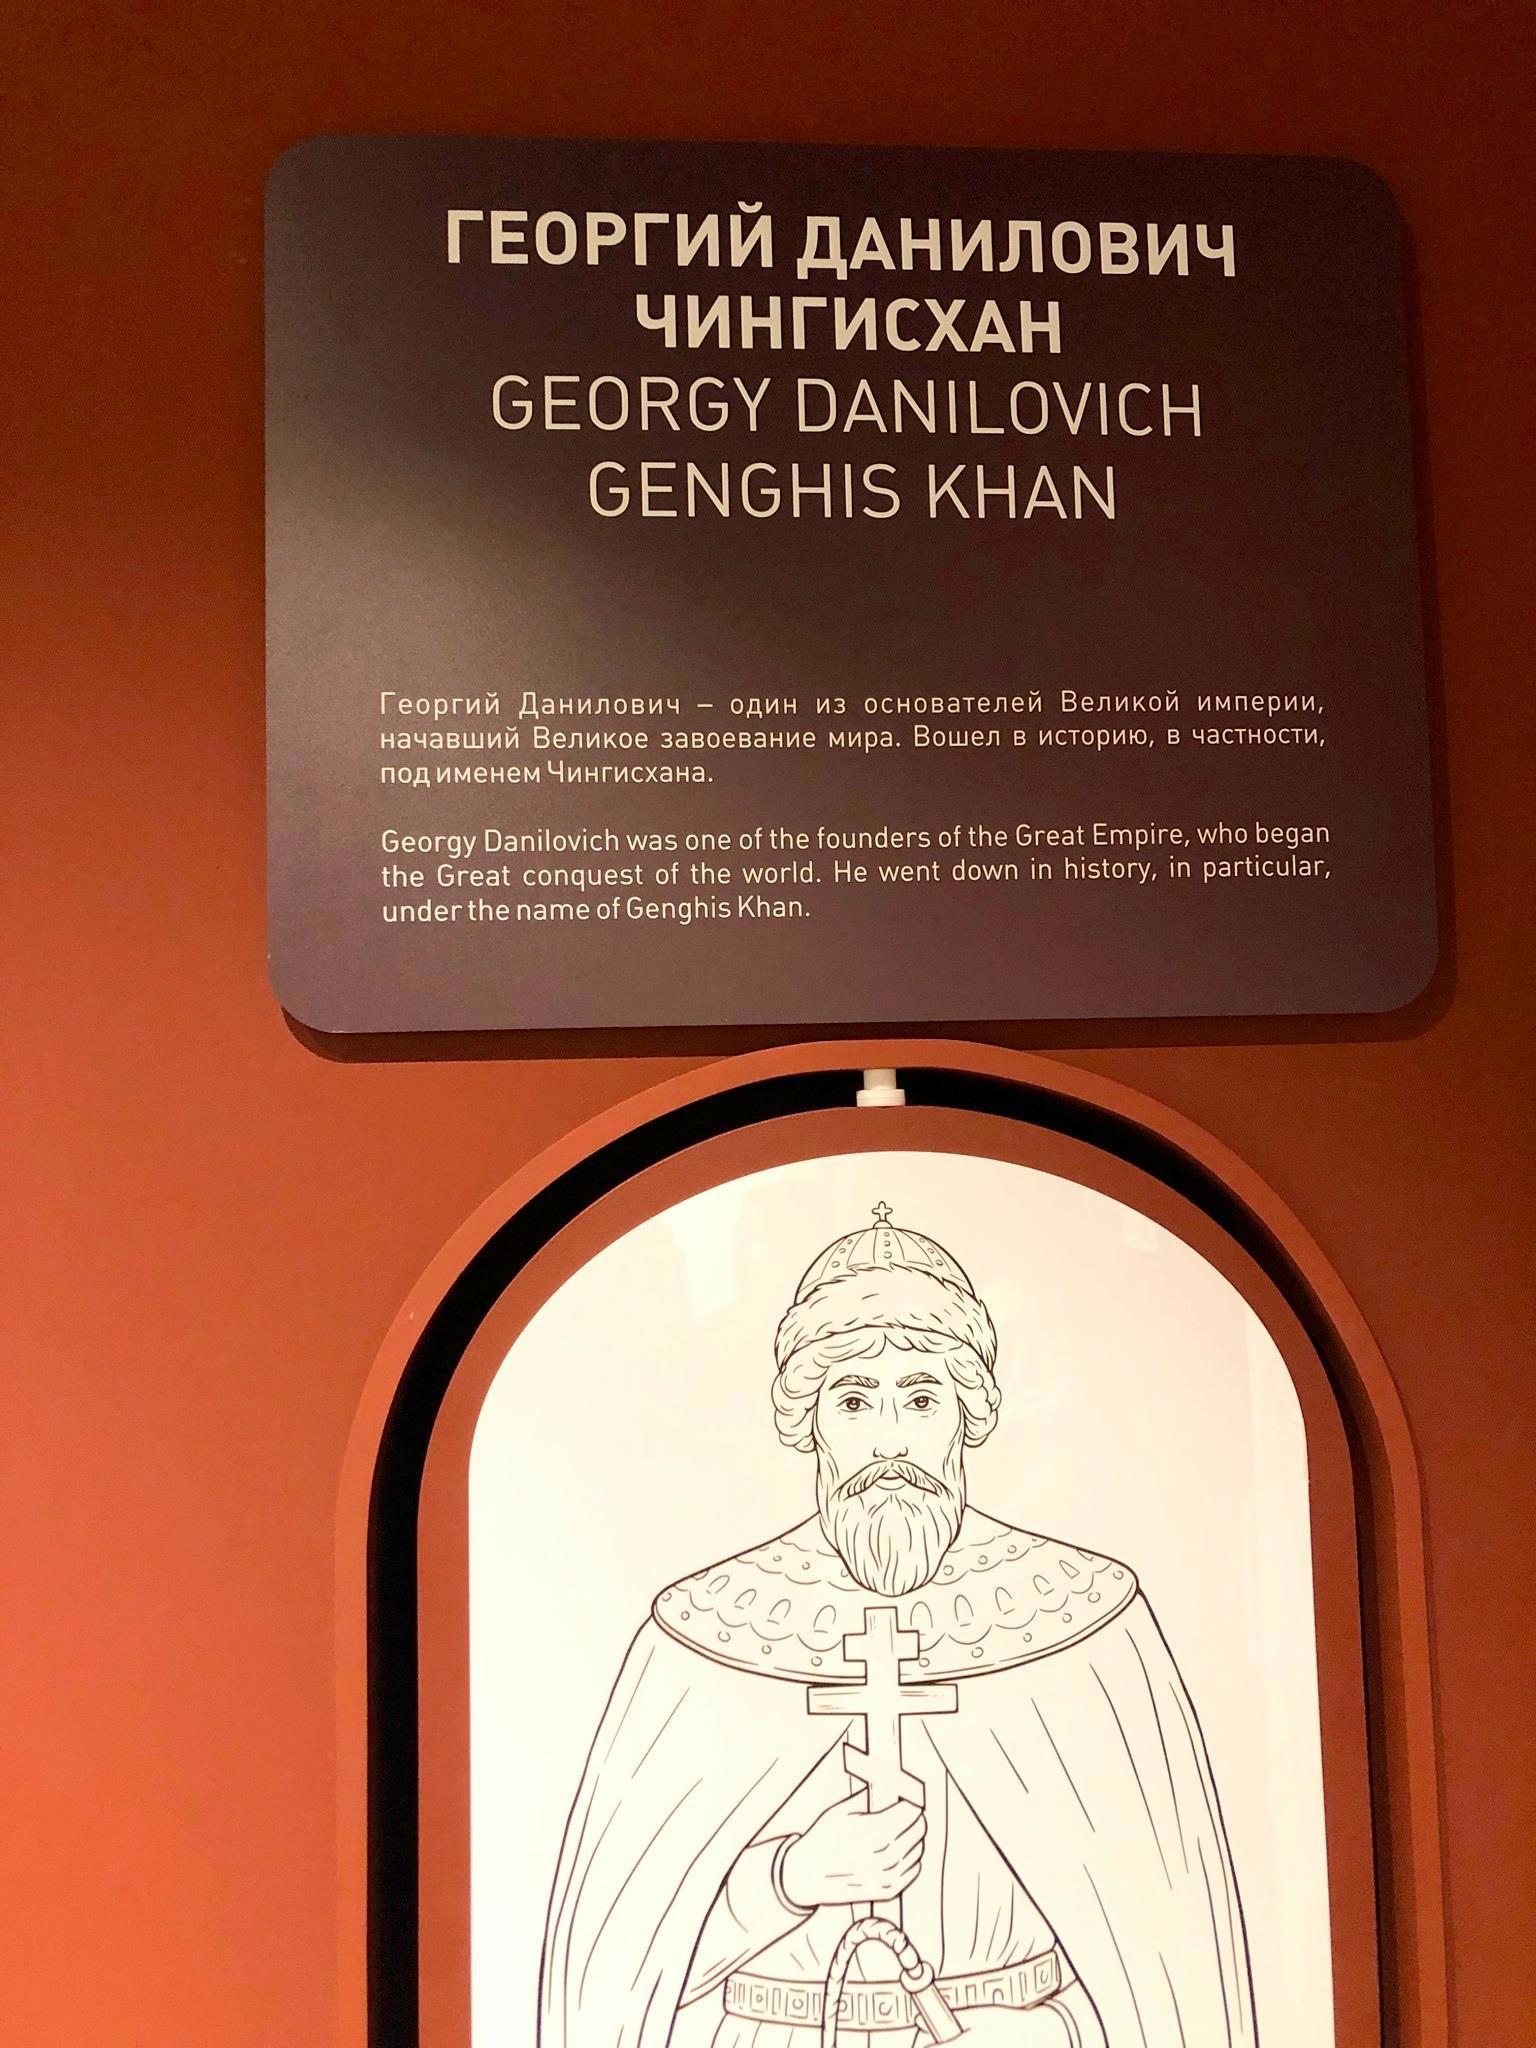 ГЕОРГИЙ ДАНИЛОВИЧ
ЧИНГИСХАН
GEORGY DANILOVICH
GENGHIS KHAN
Георгий Данилович – один из основателей Великой империи,
начавший Великое завоевание мира. Вошел в историю, в частности,
под именем Чингисхана.
Georgy Danilovich was one of the founders of the Great Empire, who began
the Great conquest of the world. He went down in history, in particular,
under the name of Genghis Khan.